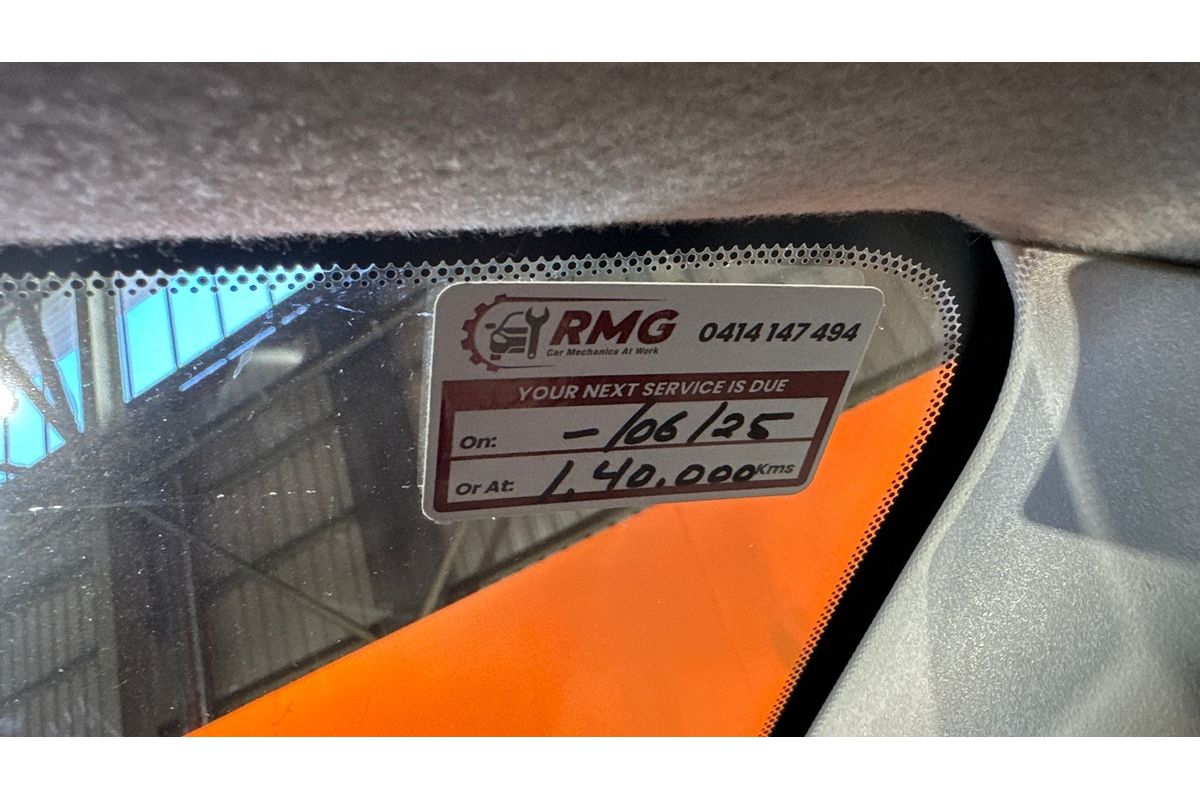 RMG 0414 147 494
Car Mechanics At Work
YOUR NEXT SERVICE IS DUE
On: -/06/25
Or At: 1,40,000 Kms